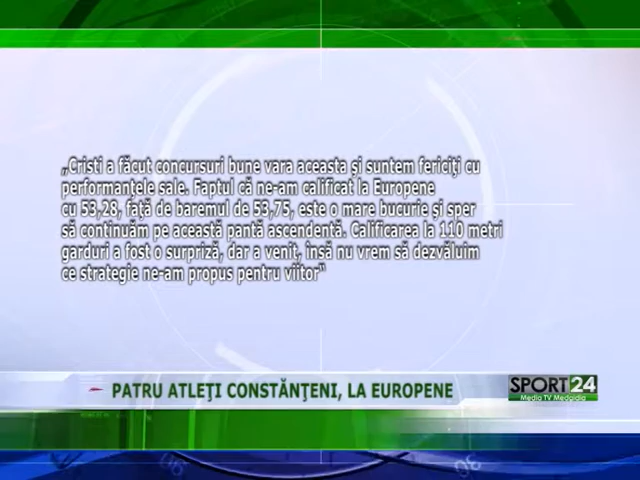 „Cristi a făcut concursuri bune vara aceasta şi suntem fericiţi cu
performanţele sale. Faptul că ne-am calificat la Europene
cu 53,28, faţă de baremul de 53,75, este o mare bucurie şi sper
să continuăm pe această pantă ascendentă. Calificarea la 110 metri
garduri a fost o surpriză, dar a venit, însă nu vrem să dezvăluim
ce strategie ne-am propus pentru viitor“
PATRU ATLEŢI CONSTĂNŢENI, LA EUROPENE
SPORT24
Media TV Medgidia